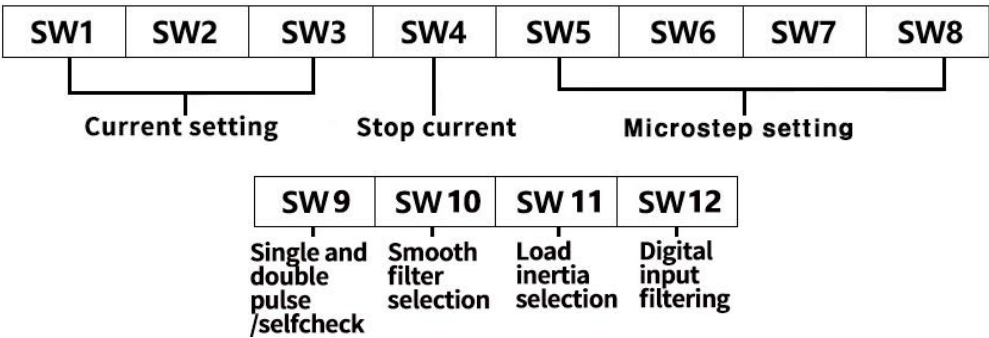 SW1 SW2 SW3 SW4 SW5 SW6 SW7 SW8
Current setting Stop current Microstep setting
SW9 SW10 SW11 SW12
Single and
double
pulse
/selfcheck
Smooth
filter
selection
Load
inertia
selection
Digital
input
filtering